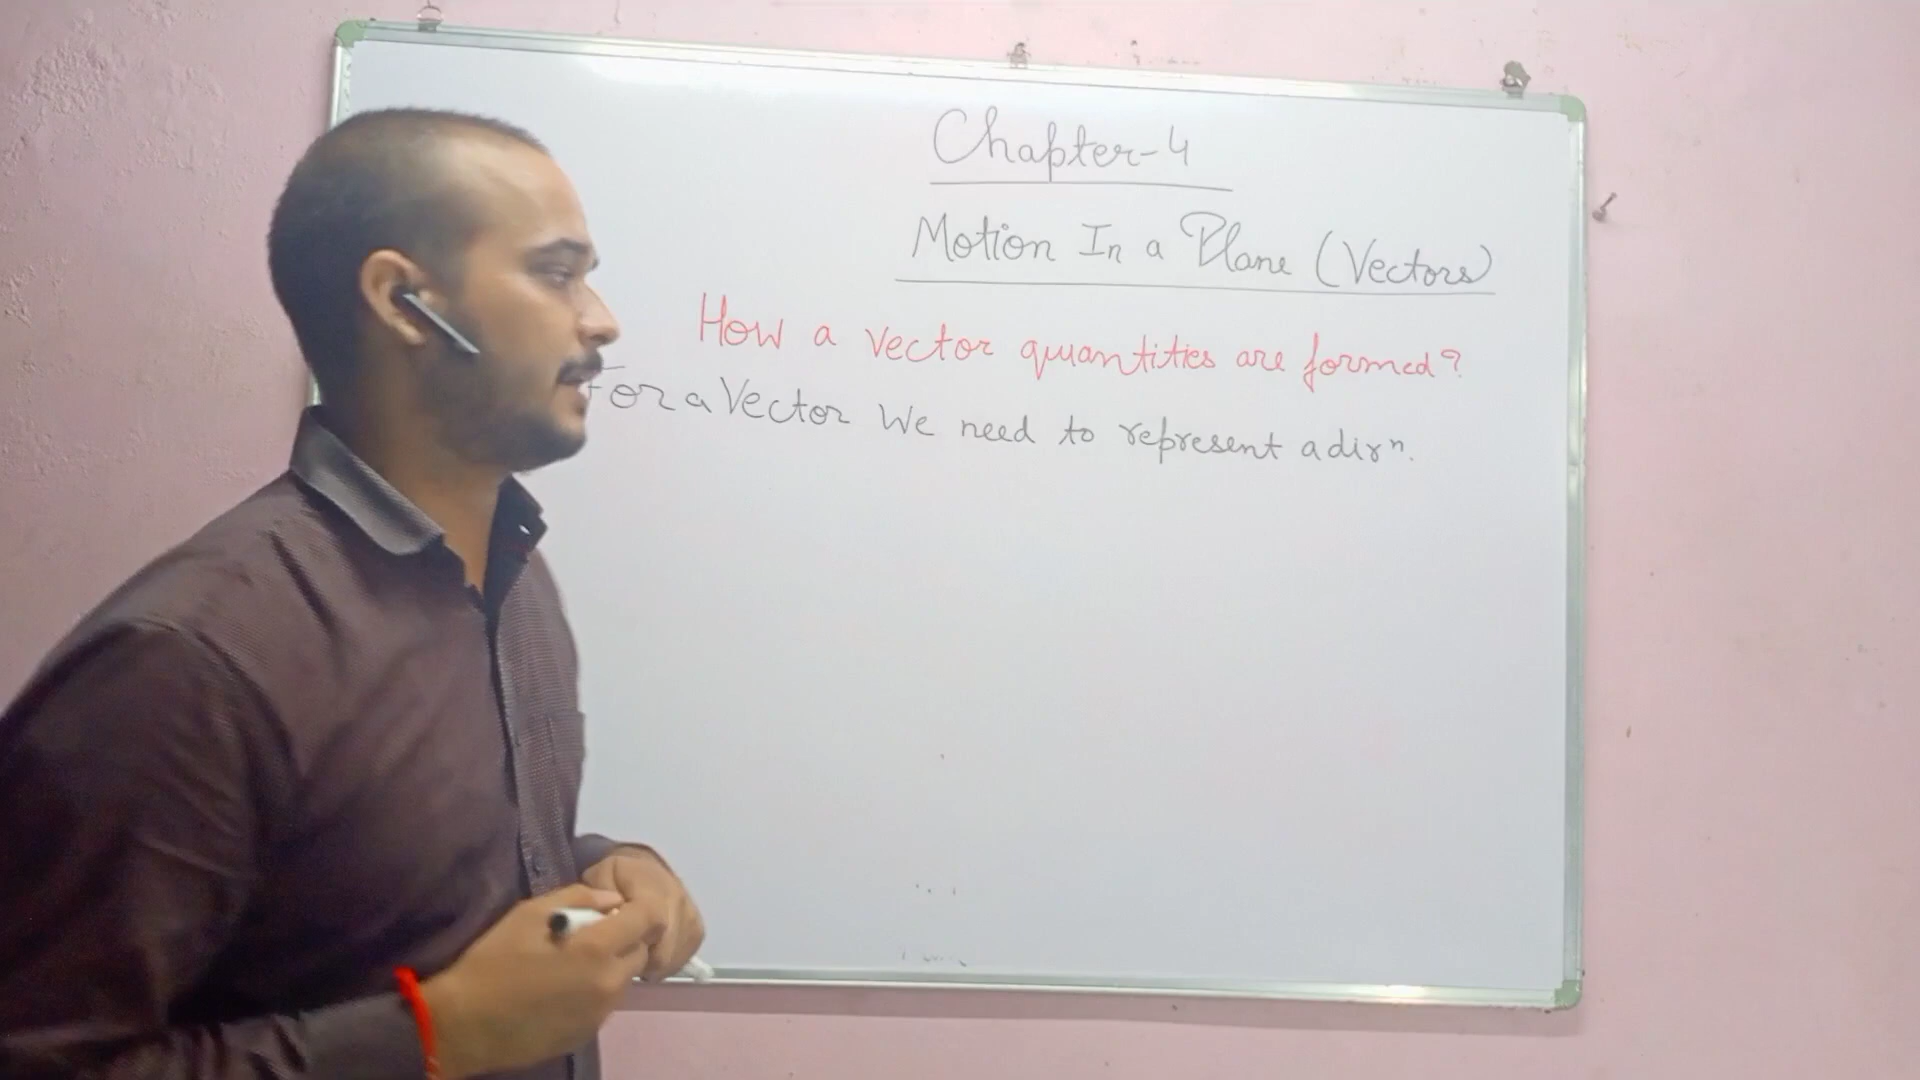 Chapter-4
Motion In a Plane (Vectors)
How a vector quantities are formed?
For a Vector We need to represent a dirⁿ.